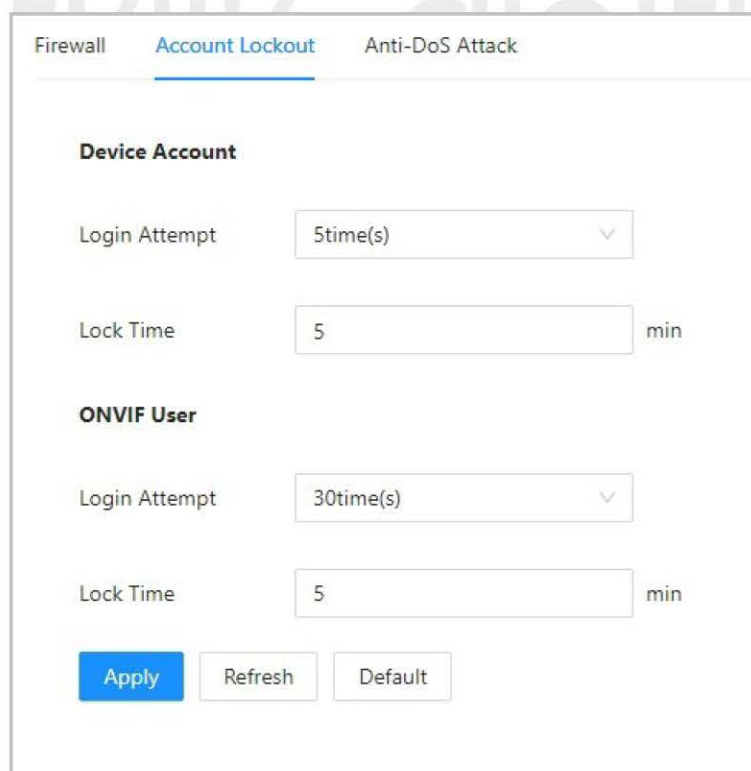 Firewall Account Lockout Anti-DoS Attack
Device Account
Login Attempt 5time(s)
Lock Time 5 min
ONVIF User
Login Attempt 30time(s)
Lock Time 5 min
Apply Refresh Default